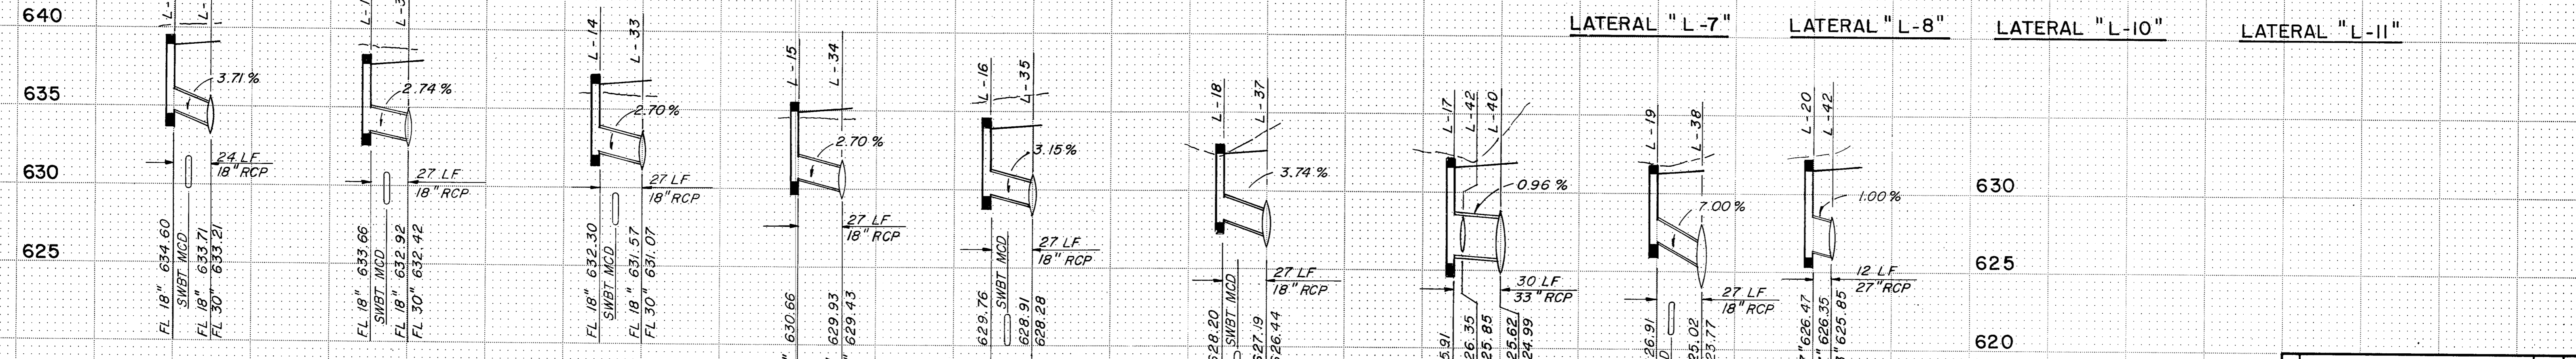 640
635
630
625
LATERAL "L-7"
LATERAL "L-8"
LATERAL "L-10"
LATERAL "L-11"
630
625
620
3.71 %
24 LF
18" RCP
FL 18" 634.60
SWBT MCD
FL 18" 633.71
FL 30" 633.21
2.74 %
27 LF
18" RCP
FL 18" 633.66
SWBT MCD
FL 18" 632.92
FL 30" 632.42
L-14
L-33
2.70 %
27 LF
18" RCP
FL 18" 632.30
SWBT MCD
FL 18" 631.57
FL 30" 631.07
L-15
L-34
2.70 %
27 LF
18" RCP
630.66
629.93
629.43
L-16
L-35
3.15%
27 LF
18" RCP
629.76
SWBT MCD
628.91
628.28
L-18
L-37
3.74 %
27 LF
18" RCP
628.20
SWBT MCD
627.19
626.44
L-17
L-42
L-40
0.96 %
30 LF
33" RCP
626.35
625.85
625.62
624.99
L-19
L-38
7.00%
27 LF
18" RCP
626.91
625.02
623.77
L-20
L-42
1.00 %
12 LF
27" RCP
626.47
626.35
625.85